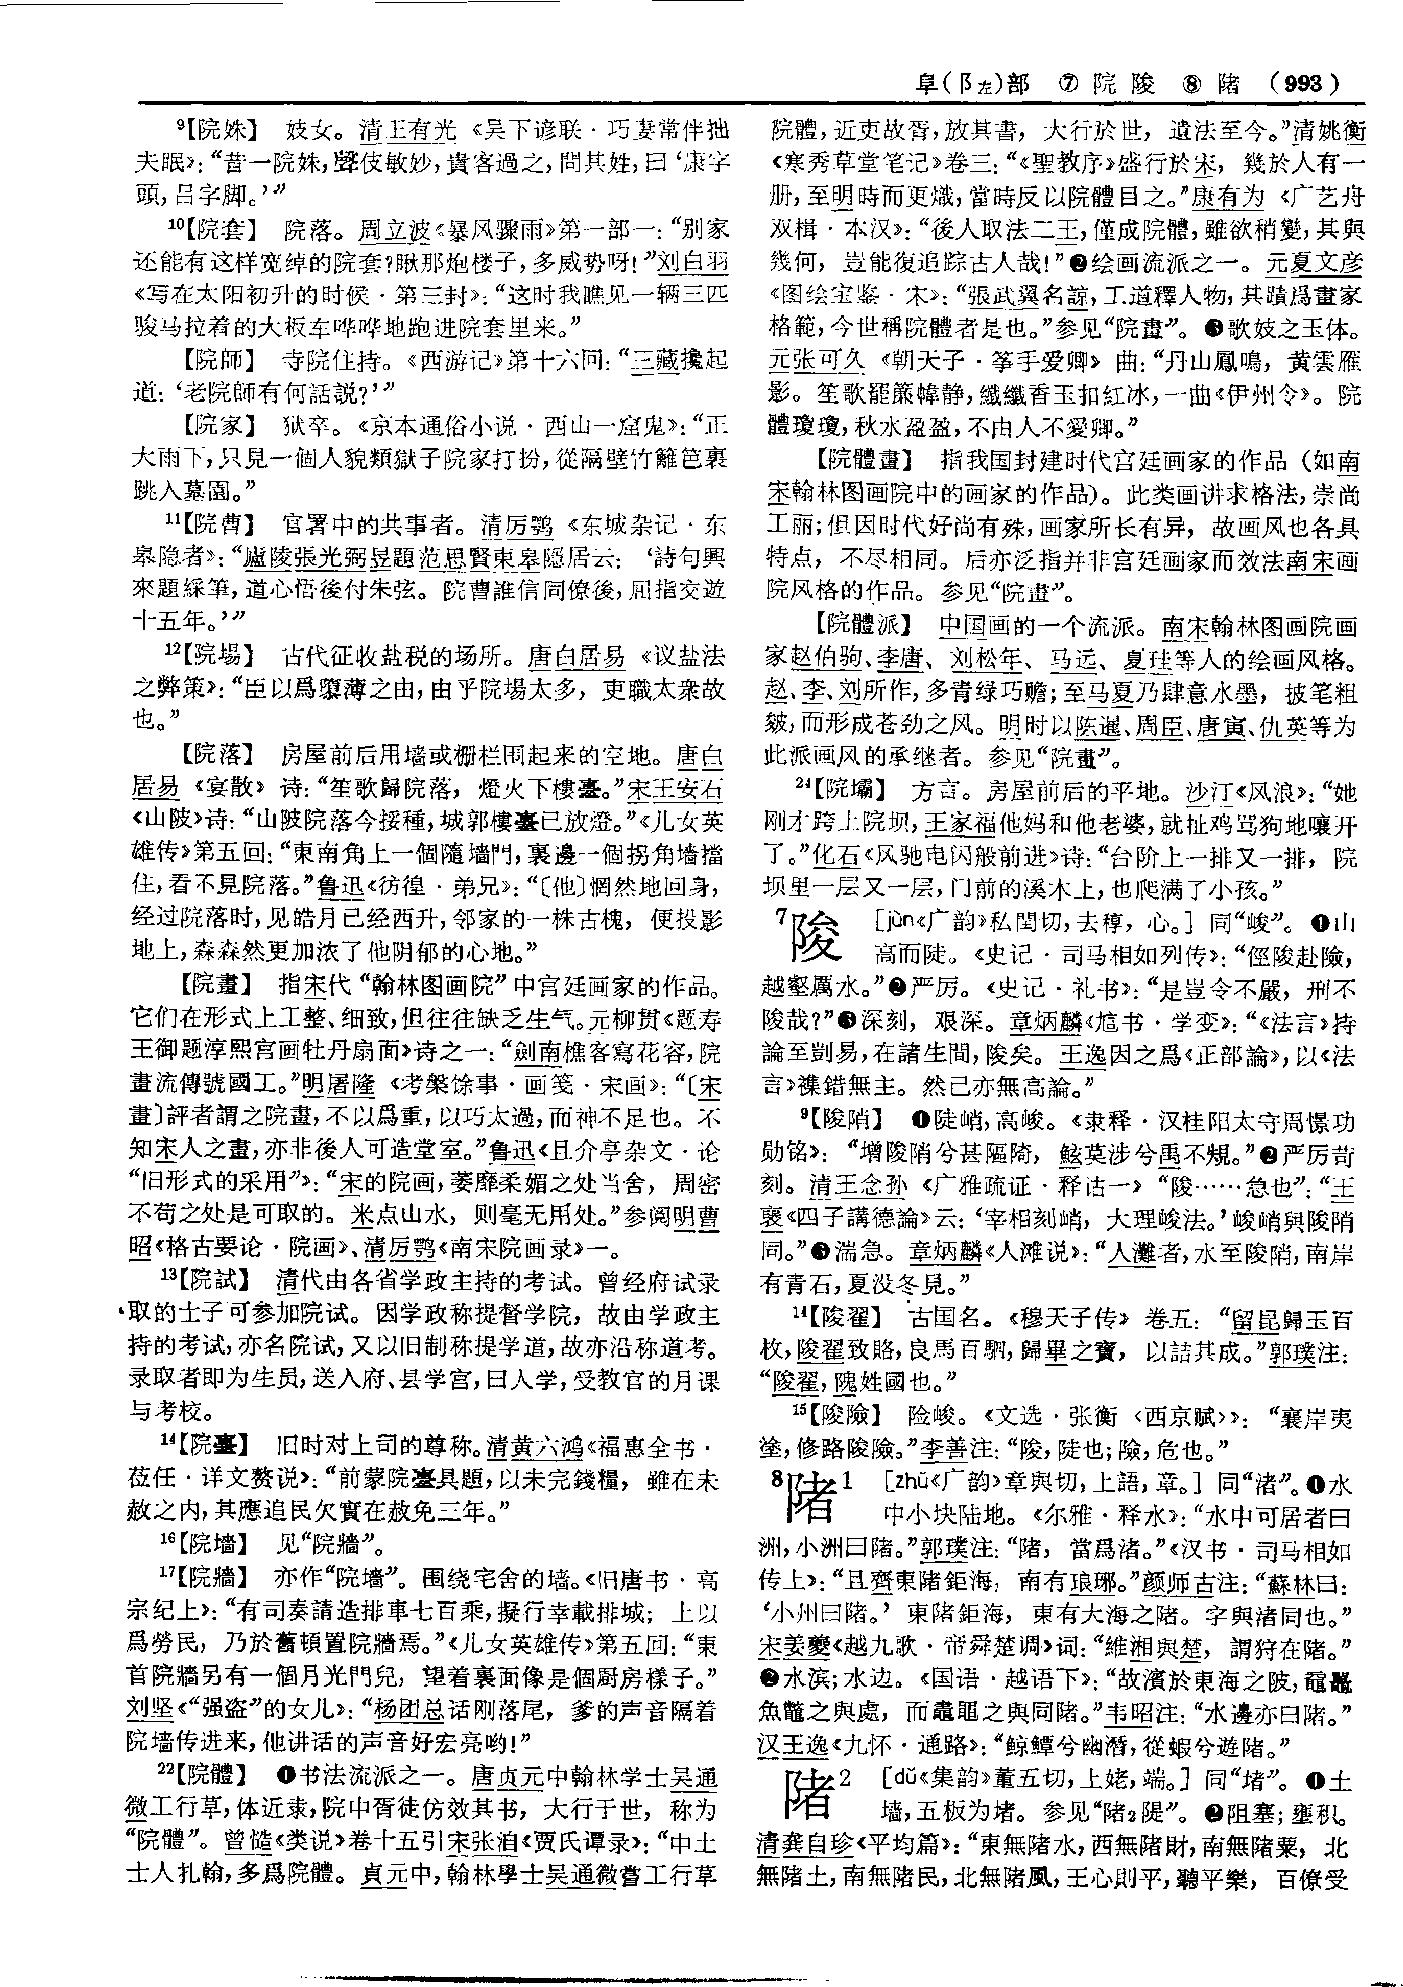 阜(阝左)部　⑦ 院 陵　⑧ 陼　(993)
⁹【院姝】　妓女。清王有光《吴下谚联·巧妻常伴拙
夫眠》：“昔一院姝，聲伎敏妙，貴客過之，問其姓，曰‘康字
頭，吕字脚。’”
¹⁰【院套】　院落。周立波《暴风骤雨》第一部一：“别家
还能有这样宽绰的院套?瞅那炮楼子，多威势呀!”刘白羽
《写在太阳初升的时候·第三封》：“这时我瞧见一辆三匹
骏马拉着的大板车哗哗地跑进院套里来。”
【院師】　寺院住持。《西游记》第十六回：“三藏攙起
道：‘老院師有何話説?’”
【院家】　狱卒。《京本通俗小说·西山一窟鬼》：“正
大雨下，只見一個人貌類獄子院家打扮，從隔壁竹籬笆裏
跳入墓園。”
¹¹【院曹】　官署中的共事者。清厉鹗《东城杂记·东
皋隐者》：“廬陵張光弼昱題范思賢東皋隱居云：‘詩句興
來題綵筆，道心悟後付朱弦。院曹誰信同僚後，屈指交遊
十五年。’”
¹²【院場】　古代征收盐税的场所。唐白居易《议盐法
之弊策》：“臣以爲隳薄之由，由乎院場太多，吏職太衆故
也。”
【院落】　房屋前后用墙或栅栏围起来的空地。唐白
居易《宴散》诗：“笙歌歸院落，燈火下樓臺。”宋王安石
《山陂》诗：“山陂院落今挼種，城郭樓臺已放燈。”《儿女英
雄传》第五回：“東南角上一個隨墻門，裏邊一個拐角墻擋
住，看不見院落。”鲁迅《彷徨·弟兄》：“〔他〕惘然地回身，
经过院落时，见皓月已经西升，邻家的一株古槐，便投影
地上，森森然更加浓了他阴郁的心地。”
【院畫】　指宋代“翰林图画院”中宫廷画家的作品。
它们在形式上工整、细致，但往往缺乏生气。元柳贯《题寿
王御题淳熙宫画牡丹扇面》诗之一：“劍南樵客寫花容，院
畫流傳號國工。”明屠隆《考槃馀事·画笺·宋画》：“〔宋
畫〕評者謂之院畫，不以爲重，以巧太過，而神不足也。不
知宋人之畫，亦非後人可造堂室。”鲁迅《且介亭杂文·论
“旧形式的采用”》：“宋的院画，萎靡柔媚之处当舍，周密
不苟之处是可取的。米点山水，则毫无用处。”参阅明曹
昭《格古要论·院画》、清厉鹗《南宋院画录》一。
¹³【院試】　清代由各省学政主持的考试。曾经府试录
取的士子可参加院试。因学政称提督学院，故由学政主
持的考试，亦名院试，又以旧制称提学道，故亦沿称道考。
录取者即为生员，送入府、县学宫，曰入学，受教官的月课
与考校。
¹⁴【院臺】　旧时对上司的尊称。清黄六鸿《福惠全书·
莅任·详文赘说》：“前蒙院臺具題，以未完錢糧，雖在未
赦之内，其應追民欠實在赦免三年。”
¹⁶【院墙】　见“院牆”。
¹⁷【院牆】　亦作“院墙”。围绕宅舍的墙。《旧唐书·高
宗纪上》：“有司奏請造排車七百乘，擬行幸載排城；上以
爲勞民，乃於舊頓置院牆焉。”《儿女英雄传》第五回：“東
首院牆另有一個月光門兒，望着裏面像是個厨房樣子。”
刘坚《“强盗”的女儿》：“杨团总话刚落尾，爹的声音隔着
院墙传进来，他讲话的声音好宏亮哟!”
²²【院體】　❶书法流派之一。唐贞元中翰林学士吴通
微工行草，体近隶，院中胥徒仿效其书，大行于世，称为
“院體”。曾慥《类说》卷十五引宋张洎《贾氏谭录》：“中土
士人扎翰，多爲院體。貞元中，翰林學士吴通微嘗工行草
院體，近吏故胥，放其書，大行於世，遺法至今。”清姚衡
《寒秀草堂笔记》卷三：“《聖教序》盛行於宋，幾於人有一
册，至明時而更熾，當時反以院體目之。”康有为《广艺舟
双楫·本汉》：“後人取法二王，僅成院體，雖欲稍變，其與
幾何，豈能復追踪古人哉!”❷绘画流派之一。元夏文彦
《图绘宝鉴·宋》：“張武翼名諒，工道釋人物，其蹟爲畫家
格範，今世稱院體者是也。”参见“院畫”。❸歌妓之玉体。
元张可久《朝天子·筝手爱卿》曲：“丹山鳳鳴，黄雲雁
影。笙歌罷簾幃静，纖纖香玉扣紅冰，一曲《伊州令》。院
體瓊瓊，秋水盈盈，不由人不愛卿。”
【院體畫】　指我国封建时代宫廷画家的作品（如南
宋翰林图画院中的画家的作品）。此类画讲求格法，崇尚
工丽；但因时代好尚有殊，画家所长有异，故画风也各具
特点，不尽相同。后亦泛指并非宫廷画家而效法南宋画
院风格的作品。参见“院畫”。
【院體派】　中国画的一个流派。南宋翰林图画院画
家赵伯驹、李唐、刘松年、马远、夏珪等人的绘画风格。
赵、李、刘所作，多青绿巧赡；至马夏乃肆意水墨，披笔粗
皴，而形成苍劲之风。明时以陈暹、周臣、唐寅、仇英等为
此派画风的承继者。参见“院畫”。
²⁴【院壩】　方言。房屋前后的平地。沙汀《风浪》：“她
刚才跨上院坝，王家福他妈和他老婆，就扯鸡骂狗地嚷开
了。”化石《风驰电闪般前进》诗：“台阶上一排又一排，院
坝里一层又一层，门前的溪木上，也爬满了小孩。”
⁷陖　[jùn《广韵》私閏切，去稕，心。] 同“峻”。❶山
高而陡。《史记·司马相如列传》：“徑陖赴險，
越壑厲水。”❷严厉。《史记·礼书》：“是豈令不嚴，刑不
陖哉?”❸深刻，艰深。章炳麟《訄书·学变》：“《法言》持
論至剴易，在諸生間，陖矣。王逸因之爲《正部論》，以《法
言》襍錯無主。然己亦無高論。”
⁹【陖陗】　❶陡峭，高峻。《隶释·汉桂阳太守周憬功
勋铭》：“增陖陗兮甚隔陭，鮌莫涉兮禹不規。”❷严厉苛
刻。清王念孙《广雅疏证·释诂一》“陖……急也”：“王
襃《四子講德論》云：‘宰相刻峭，大理峻法。’峻峭與陖陗
同。”❸湍急。章炳麟《人滩说》：“人灘者，水至陖陗，南岸
有青石，夏没冬見。”
¹⁴【陖翟】　古国名。《穆天子传》卷五：“留昆歸玉百
枚，陖翟致賂，良馬百駟，歸畢之寶，以詰其成。”郭璞注：
“陖翟，隗姓國也。”
¹⁵【陖險】　险峻。《文选·张衡〈西京赋〉》：“襄岸夷
塗，修路陖險。”李善注：“陖，陡也；險，危也。”
⁸陼¹　[zhǔ《广韵》章與切，上語，章。] 同“渚”。❶水
中小块陆地。《尔雅·释水》：“水中可居者曰
洲，小洲曰陼。”郭璞注：“陼，當爲渚。”《汉书·司马相如
传上》：“且齊東陼鉅海，南有琅琊。”颜师古注：“蘇林曰：
‘小州曰陼。’東陼鉅海，東有大海之陼。字與渚同也。”
宋姜夔《越九歌·帝舜楚调》词：“維湘與楚，謂狩在陼。”
❷水滨；水边。《国语·越语下》：“故濱於東海之陂，黿鼉
魚鼈之與處，而鼃黽之與同陼。”韦昭注：“水邊亦曰陼。”
汉王逸《九怀·通路》：“鲸鱏兮幽潛，從蝦兮遊陼。”
陼²　[dǔ《集韵》董五切，上姥，端。] 同“堵”。❶土
墙，五板为堵。参见“陼₂隄”。❷阻塞；壅积。
清龚自珍《平均篇》：“東無陼水，西無陼財，南無陼粟，北
無陼土，南無陼民，北無陼風，王心則平，聽平樂，百僚受